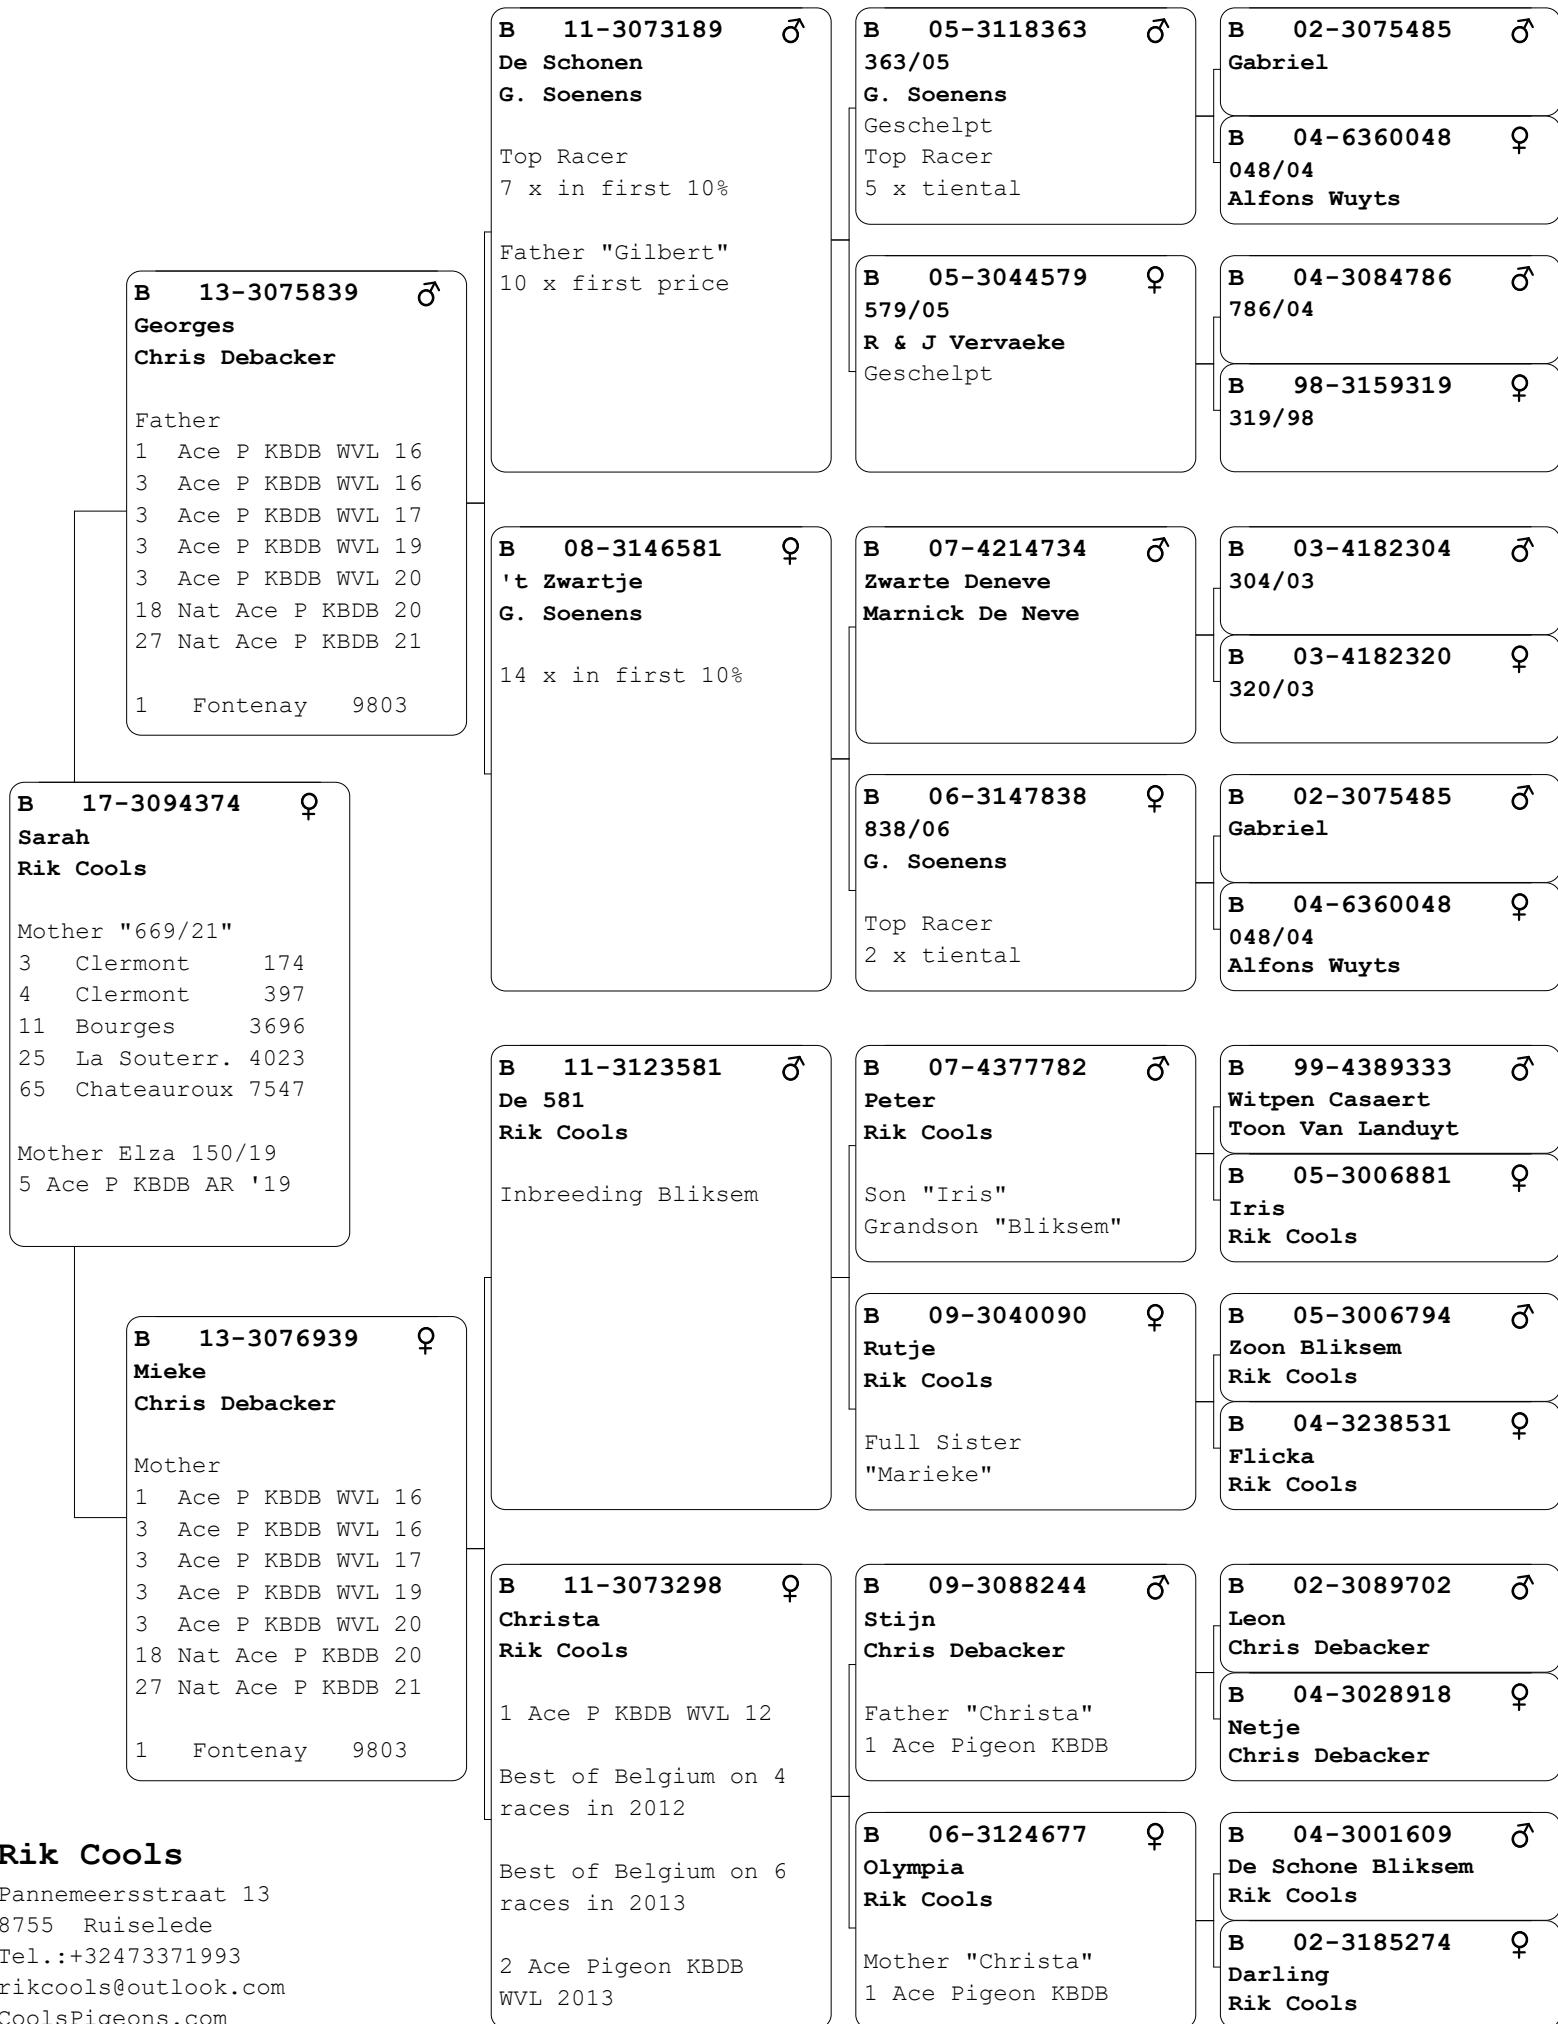 B 17-3094374 ♀
Sarah
Rik Cools
Mother "669/21"
3 Clermont 174
4 Clermont 397
11 Bourges 3696
25 La Souterr. 4023
65 Chateauroux 7547
Mother Elza 150/19
5 Ace P KBDB AR '19
B 13-3075839 ♂
Georges
Chris Debacker
Father
1 Ace P KBDB WVL 16
3 Ace P KBDB WVL 16
3 Ace P KBDB WVL 17
3 Ace P KBDB WVL 19
3 Ace P KBDB WVL 20
18 Nat Ace P KBDB 20
27 Nat Ace P KBDB 21
1 Fontenay 9803
B 13-3076939 ♀
Mieke
Chris Debacker
Mother
1 Ace P KBDB WVL 16
3 Ace P KBDB WVL 16
3 Ace P KBDB WVL 17
3 Ace P KBDB WVL 19
3 Ace P KBDB WVL 20
18 Nat Ace P KBDB 20
27 Nat Ace P KBDB 21
1 Fontenay 9803
B 11-3073189 ♂
De Schonen
G. Soenens
Top Racer
7 x in first 10%
Father "Gilbert"
10 x first price
B 08-3146581 ♀
't Zwartje
G. Soenens
14 x in first 10%
B 11-3123581 ♂
De 581
Rik Cools
Inbreeding Bliksem
B 11-3073298 ♀
Christa
Rik Cools
1 Ace P KBDB WVL 12
Best of Belgium on 4
races in 2012
Best of Belgium on 6
races in 2013
2 Ace Pigeon KBDB
WVL 2013
B 05-3118363 ♂
363/05
G. Soenens
Geschelpt
Top Racer
5 x tiental
B 05-3044579 ♀
579/05
R & J Vervaeke
Geschelpt
B 07-4214734 ♂
Zwarte Deneve
Marnick De Neve
B 06-3147838 ♀
838/06
G. Soenens
Top Racer
2 x tiental
B 07-4377782 ♂
Peter
Rik Cools
Son "Iris"
Grandson "Bliksem"
B 09-3040090 ♀
Rutje
Rik Cools
Full Sister
"Marieke"
B 09-3088244 ♂
Stijn
Chris Debacker
Father "Christa"
1 Ace Pigeon KBDB
B 06-3124677 ♀
Olympia
Rik Cools
Mother "Christa"
1 Ace Pigeon KBDB
B 02-3075485 ♂
Gabriel
B 04-6360048 ♀
048/04
Alfons Wuyts
B 04-3084786 ♂
786/04
B 98-3159319 ♀
319/98
B 03-4182304 ♂
304/03
B 03-4182320 ♀
320/03
B 02-3075485 ♂
Gabriel
B 04-6360048 ♀
048/04
Alfons Wuyts
B 99-4389333 ♂
Witpen Casaert
Toon Van Landuyt
B 05-3006881 ♀
Iris
Rik Cools
B 05-3006794 ♂
Zoon Bliksem
Rik Cools
B 04-3238531 ♀
Flicka
Rik Cools
B 02-3089702 ♂
Leon
Chris Debacker
B 04-3028918 ♀
Netje
Chris Debacker
B 04-3001609 ♂
De Schone Bliksem
Rik Cools
B 02-3185274 ♀
Darling
Rik Cools
Rik Cools
Pannemeersstraat 13
8755 Ruiselede
Tel.:+32473371993
rikcools@outlook.com
CoolsPigeons.com